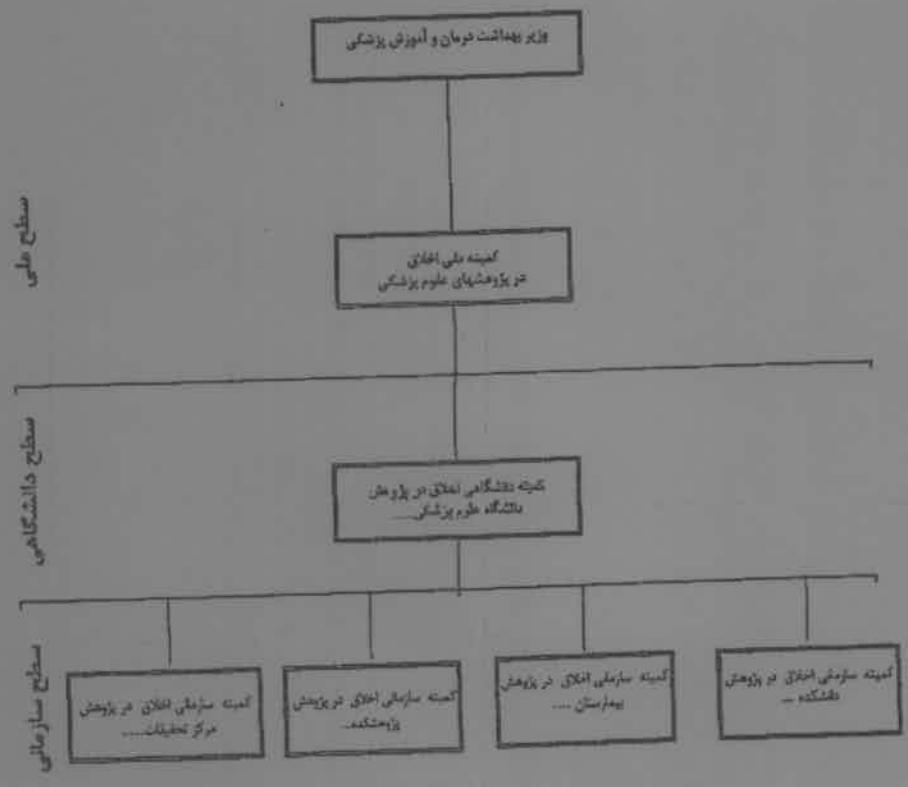 وزیر بهداشت درمان و آموزش پزشکی
سطح ملی
کمیته ملی اخلاق
در پژوهشهای علوم پزشکی
سطح دانشگاهی
کمیته دانشگاهی اخلاق در پژوهش
دانشگاه علوم پزشکی.....
سطح سازمانی
کمیته سازمانی اخلاق در پژوهش
دانشکده ...
کمیته سازمانی اخلاق در پژوهش
بیمارستان ....
کمیته سازمانی اخلاق در پژوهش
پژوهشکده..
کمیته سازمانی اخلاق در پژوهش
مرکز تحقیقات.....